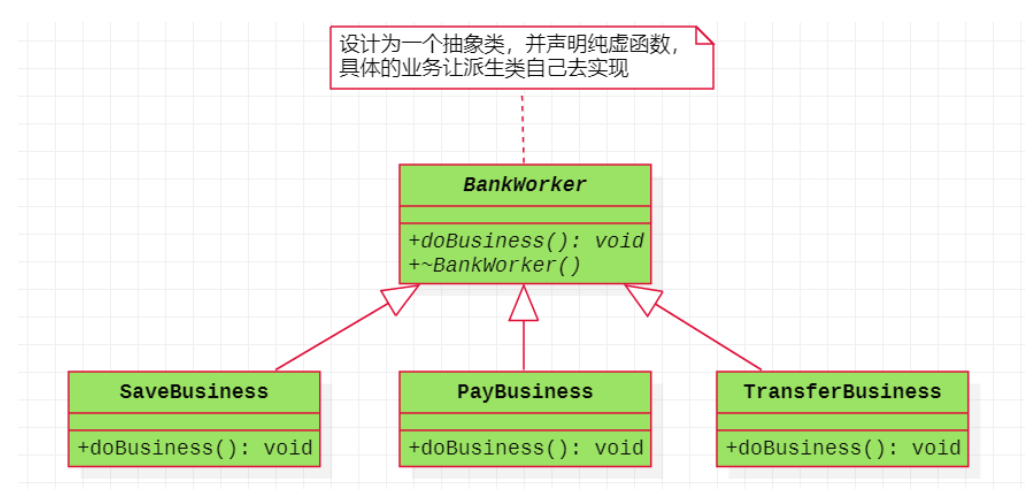 设计为一个抽象类，并声明纯虚函数，
具体的业务让派生类自己去实现
BankWorker
+doBusiness(): void
+~BankWorker()
SaveBusiness
+doBusiness(): void
PayBusiness
+doBusiness(): void
TransferBusiness
+doBusiness(): void